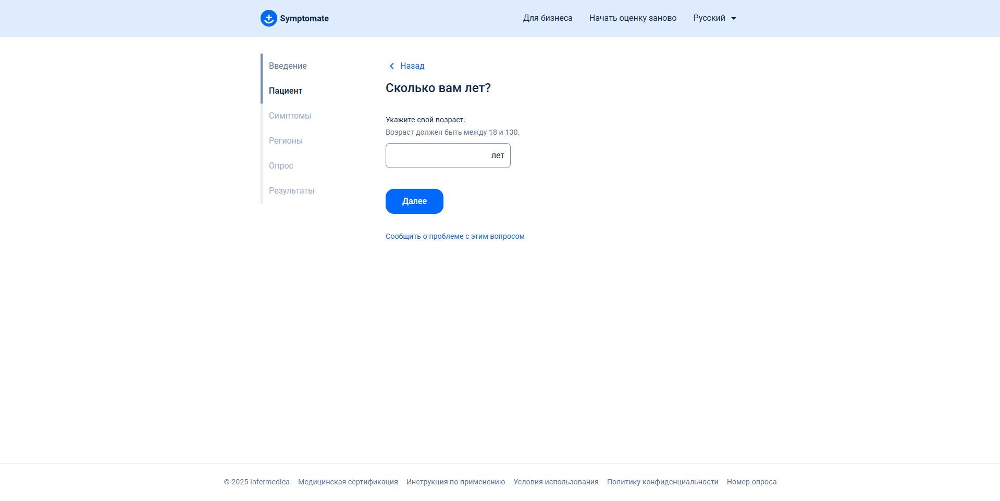 Symptomate
Для бизнеса
Начать оценку заново
Русский
Введение
Пациент
Симптомы
Регионы
Опрос
Результаты
Назад
Сколько вам лет?
Укажите свой возраст.
Возраст должен быть между 18 и 130.
лет
Далее
Сообщить о проблеме с этим вопросом
© 2025 Infermedica Медицинская сертификация Инструкция по применению Условия использования Политику конфиденциальности Номер опроса